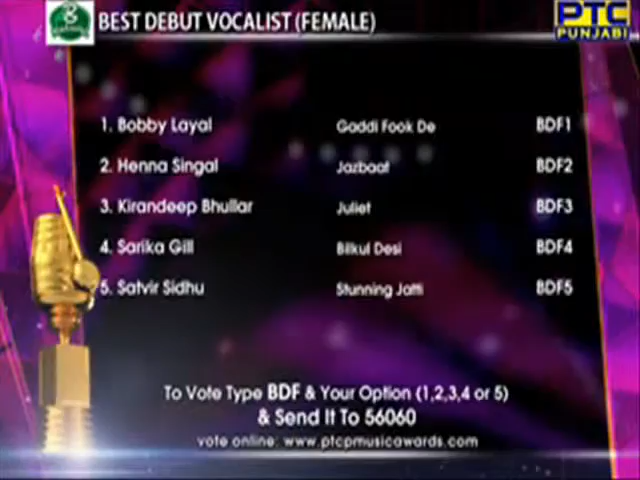 BEST DEBUT VOCALIST (FEMALE)
PTC
PUNJABI
1. Bobby Layal Gaddi Fook De BDF1
2. Henna Singal Jazbaat BDF2
3. Kirandeep Bhullar Juliet BDF3
4. Sarika Gill Bilkul Desi BDF4
5. Satvir Sidhu Stunning Jatti BDF5
To Vote Type BDF & Your Option (1,2,3,4 or 5)
& Send It To 56060
vote online: www.ptcpmusicawards.com